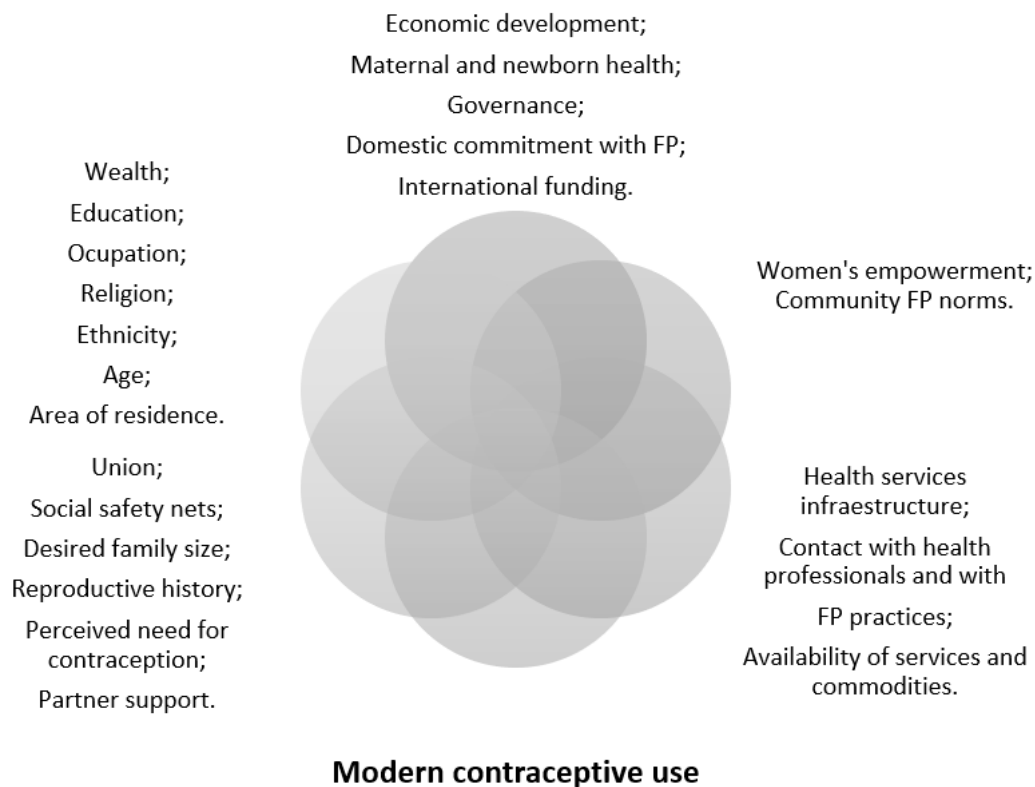 Economic development;
Maternal and newborn health;
Governance;
Domestic commitment with FP;
International funding.
Wealth;
Education;
Ocupation;
Religion;
Ethnicity;
Age;
Area of residence.
Women's empowerment;
Community FP norms.
Union;
Social safety nets;
Desired family size;
Reproductive history;
Perceived need for
contraception;
Partner support.
Health services
infraestructure;
Contact with health
professionals and with
FP practices;
Availability of services and
commodities.
Modern contraceptive use